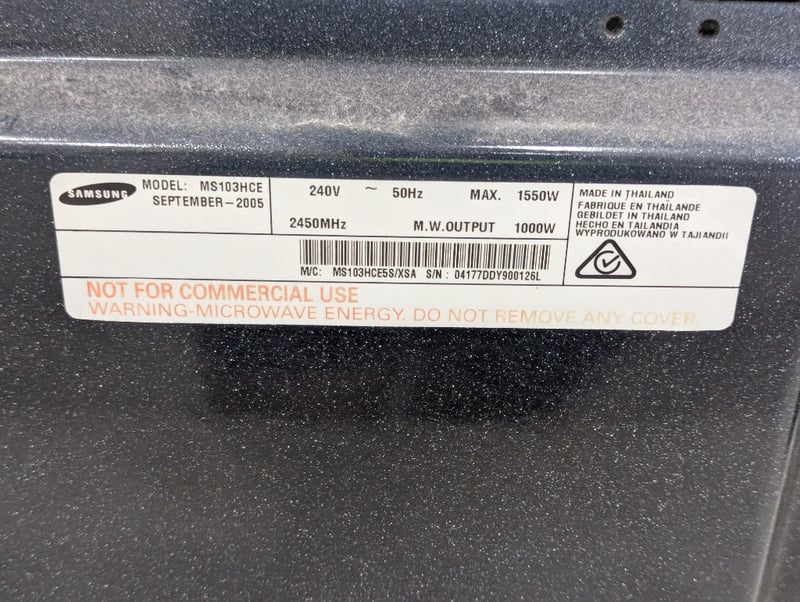 SAMSUNG
MODEL: MS103HCE
SEPTEMBER-2005
240V ~ 50Hz MAX. 1550W
2450MHz M.W.OUTPUT 1000W
M/C: MS103HCE5S/XSA S/N : 04177DDY900126L
MADE IN THAILAND
FABRIQUE EN THAÏLANDE
GEBILDET IN THAILAND
HECHO EN TAILANDIA
WYPRODUKOWANO W TAJIANDII
NOT FOR COMMERCIAL USE
WARNING-MICROWAVE ENERGY. DO NOT REMOVE ANY COVER.